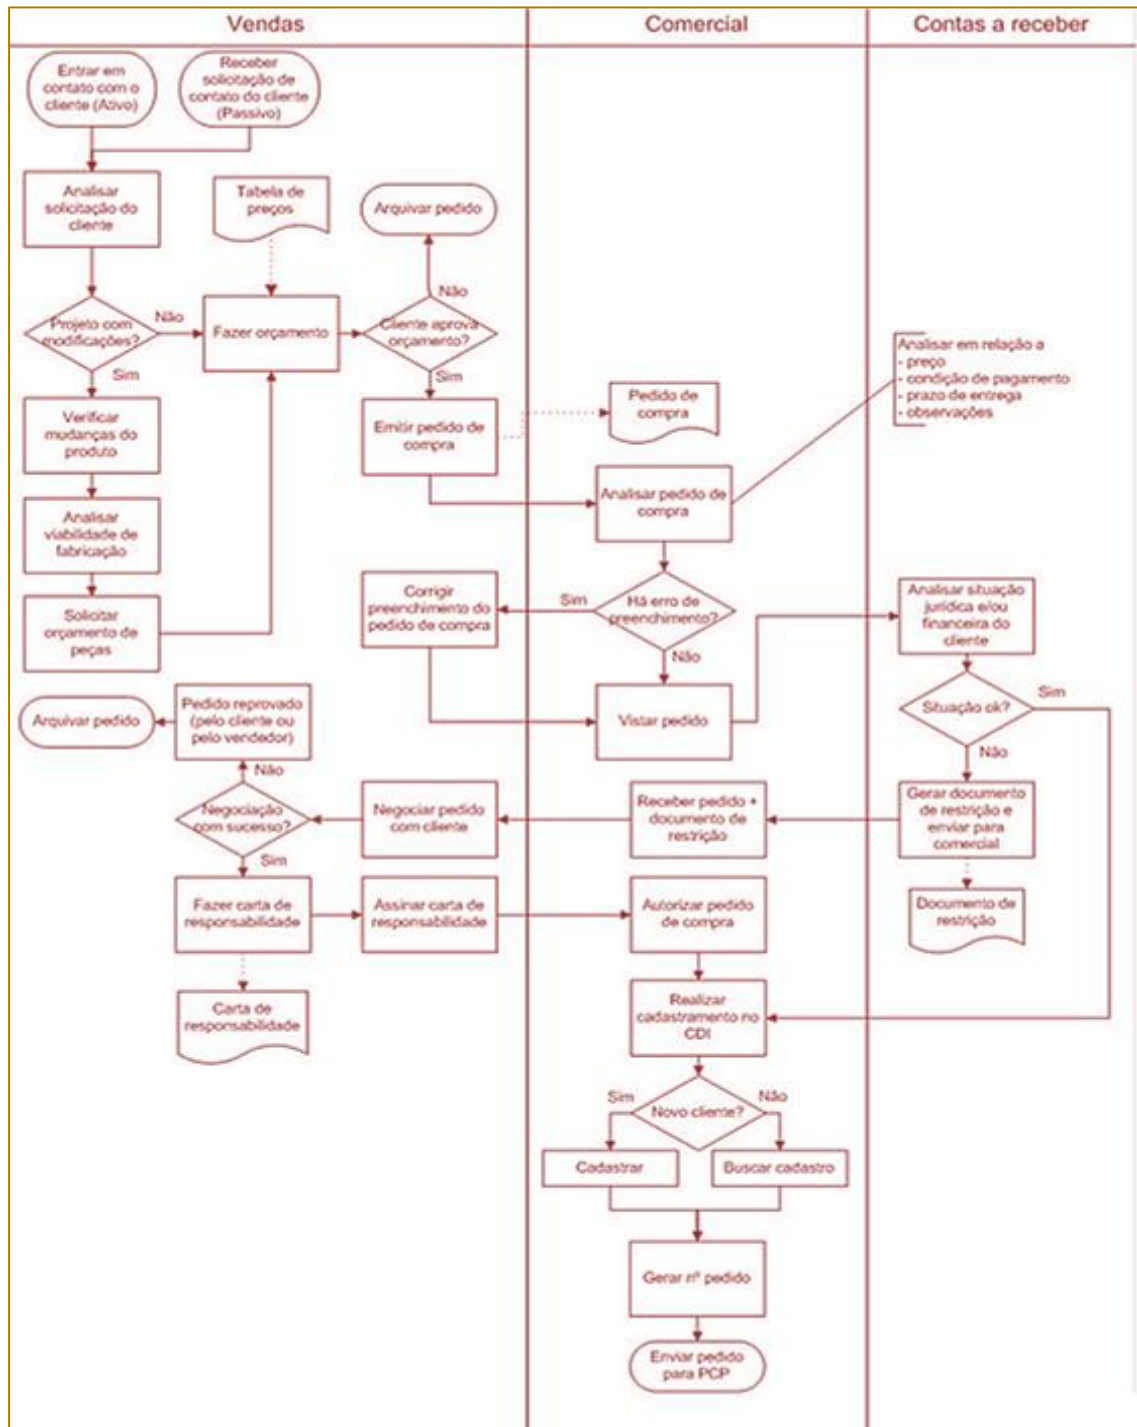 Vendas
Comercial
Contas a receber
Entrar em
contato com o
cliente (Ativo)
Receber
solicitação de
contato do cliente
(Passivo)
Analisar
solicitação do
cliente
Tabela de
preços
Arquivar pedido
Não
Projeto com
modificações?
Não
Fazer orçamento
Cliente aprova
orçamento?
Sim
Sim
Analisar em relação a
- preço
- condição de pagamento
- prazo de entrega
- observações
Verificar
mudanças do
produto
Emitir pedido de
compra
Pedido de
compra
Analisar pedido de
compra
Analisar
viabilidade de
fabricação
Corrigir
preenchimento do
pedido de compra
Sim
Há erro de
preenchimento?
Não
Analisar situação
jurídica e/ou
financeira do
cliente
Solicitar
orçamento de
peças
Arquivar pedido
Pedido reprovado
(pelo cliente ou
pelo vendedor)
Vistar pedido
Situação ok?
Sim
Não
Não
Negociação
com sucesso?
Sim
Negociar pedido
com cliente
Receber pedido +
documento de
restrição
Gerar documento
de restrição e
enviar para
comercial
Fazer carta de
responsabilidade
Assinar carta de
responsabilidade
Autorizar pedido
de compra
Documento de
restrição
Carta de
responsabilidade
Realizar
cadastramento no
CDI
Sim
Novo cliente?
Não
Cadastrar
Buscar cadastro
Gerar nº pedido
Enviar pedido
para PCP